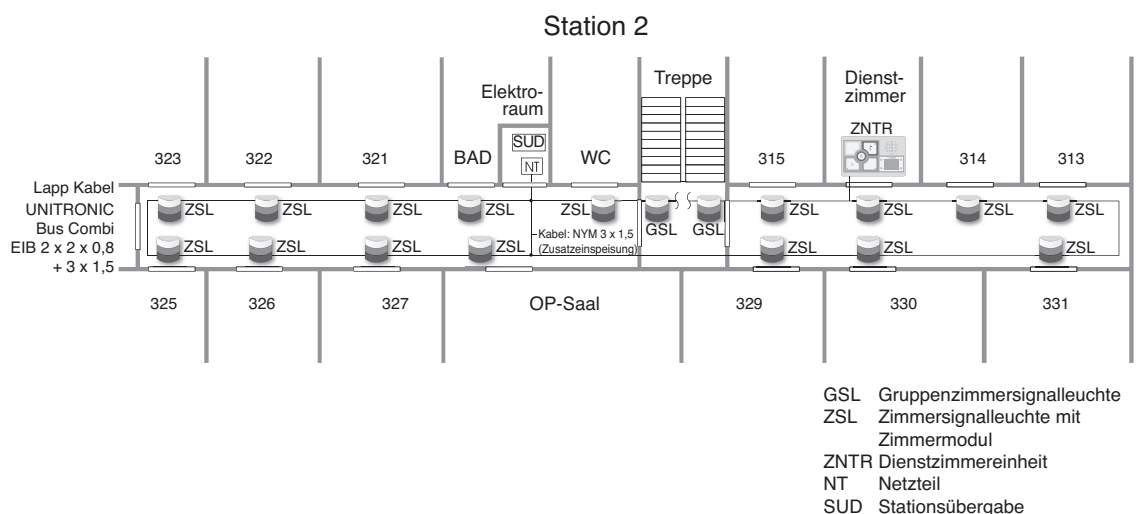 Station 2
Elektro-
raum
Treppe
Dienst-
zimmer
SUD
ZNTR
323
322
321
BAD
NT
WC
315
314
313
Lapp Kabel
UNITRONIC
Bus Combi
EIB 2 x 2 x 0,8
+ 3 x 1,5
ZSL
ZSL
ZSL
ZSL
ZSL
GSL
GSL
ZSL
ZSL
ZSL
ZSL
Kabel: NYM 3 x 1,5
(Zusatzeinspeisung)
ZSL
ZSL
ZSL
ZSL
ZSL
ZSL
ZSL
325
326
327
OP-Saal
329
330
331
GSL Gruppenzimmersignalleuchte
ZSL Zimmersignalleuchte mit
Zimmermodul
ZNTR Dienstzimmereinheit
NT Netzteil
SUD Stationsübergabe